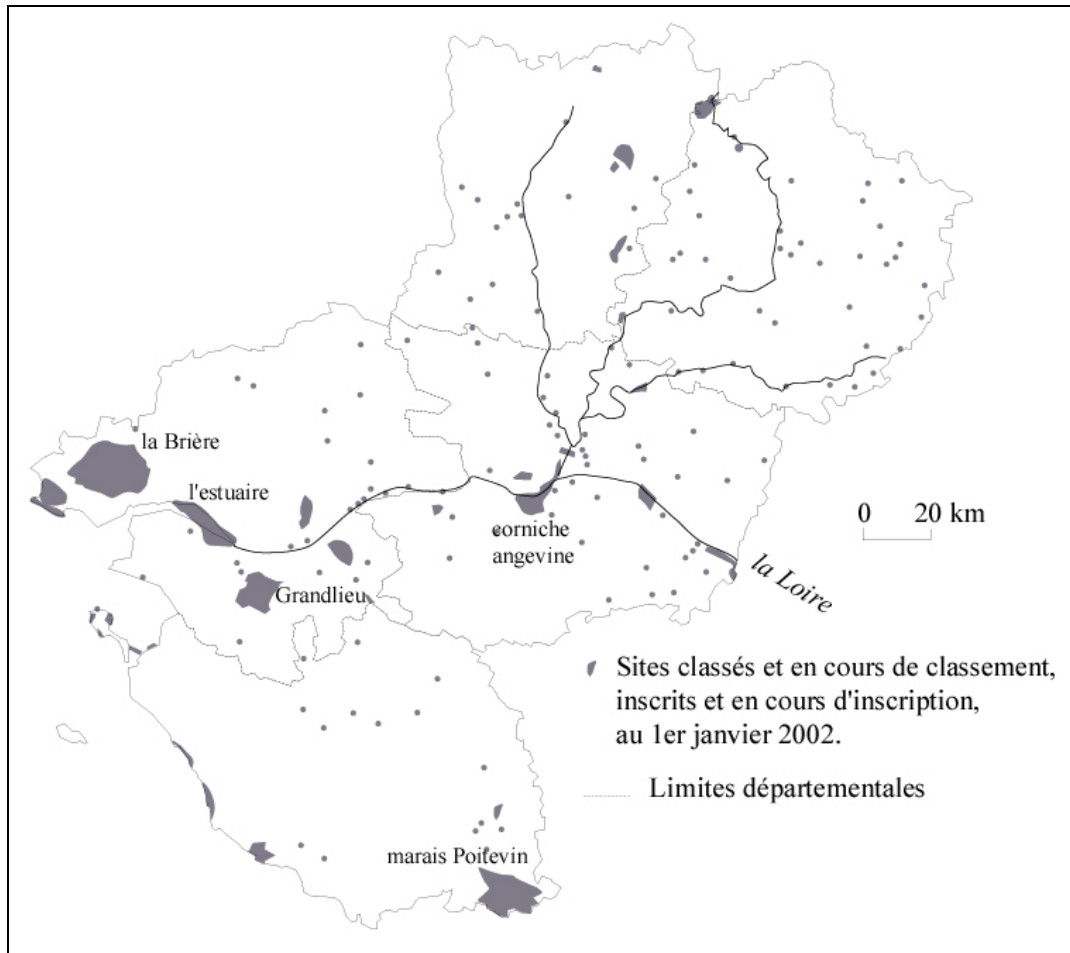 la Brière
l'estuaire
corniche
angevine
0 20 km
la Loire
Grandlieu
Sites classés et en cours de classement,
inscrits et en cours d'inscription,
au 1er janvier 2002.
Limites départementales
marais Poitevin